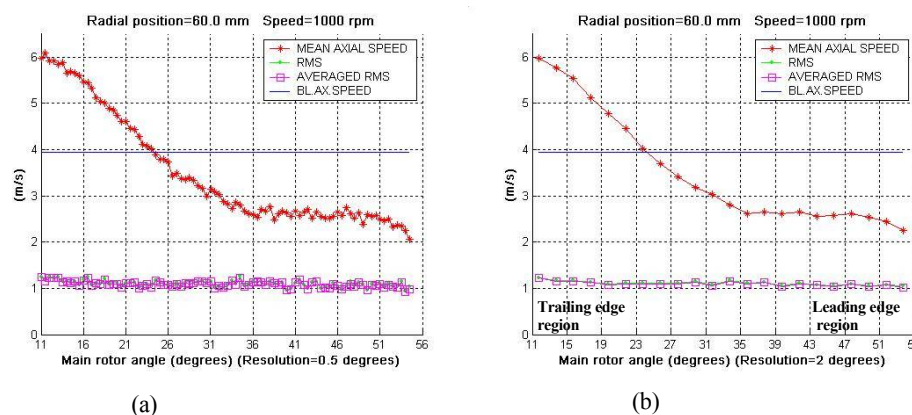 Radial position=60.0 mm Speed=1000 rpm
MEAN AXIAL SPEED
RMS
AVERAGED RMS
BL.AX.SPEED
(m/s)
6
5
4
3
2
1
0
11 16 21 26 31 36 41 46 51 56
Main rotor angle (degrees) (Resolution=0.5 degrees)
(a)
Radial position=60.0 mm Speed=1000 rpm
MEAN AXIAL SPEED
RMS
AVERAGED RMS
BL.AX.SPEED
(m/s)
6
5
4
3
2
1
0
Trailing edge
region
Leading edge
region
11 15 19 23 27 31 35 39 43 47 51
Main rotor angle (degrees) (Resolution=2 degrees)
(b)